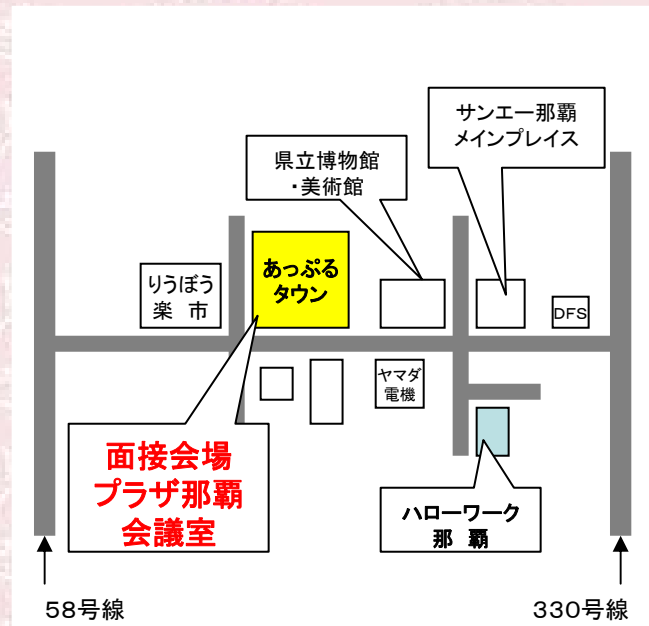 サンエー那覇
メインプレイス
県立博物館
・美術館
りうぼう
楽 市
あっぷる
タウン
DFS
ヤマダ
電機
面接会場
プラザ那覇
会議室
ハローワーク
那 覇
58号線
330号線